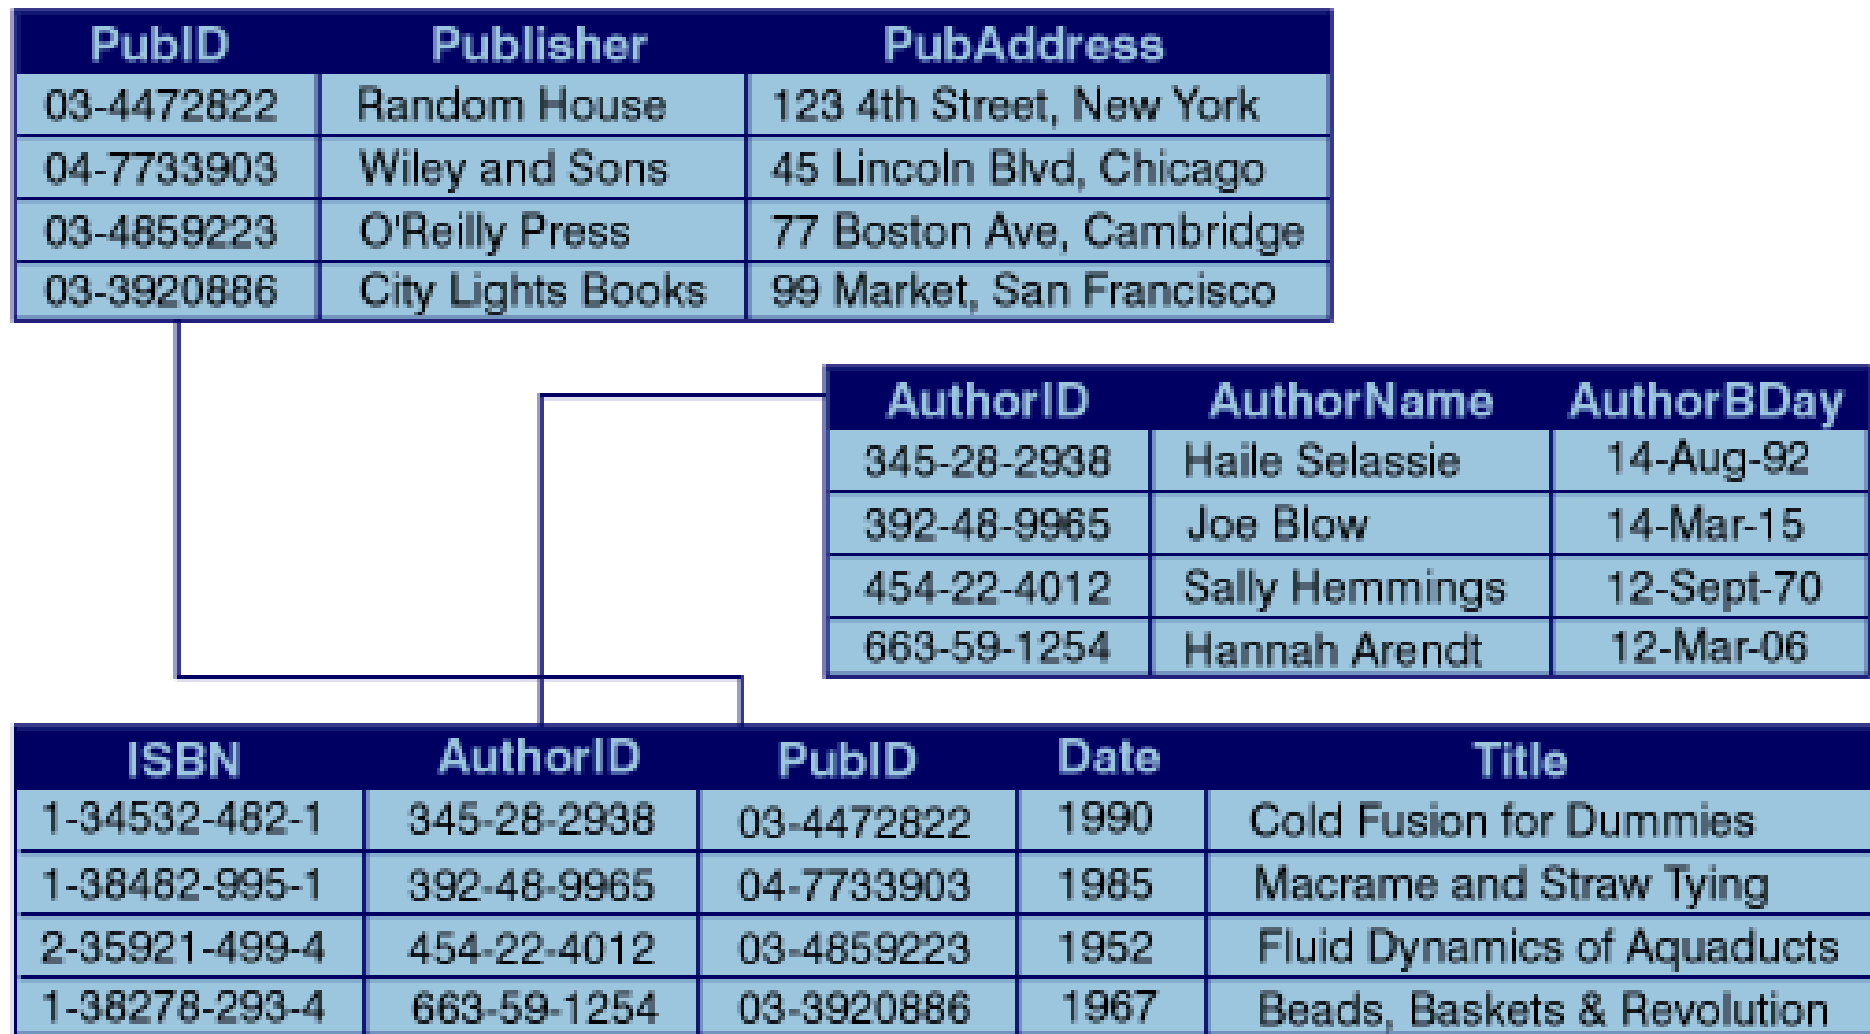 PubID Publisher PubAddress
03-4472822 Random House 123 4th Street, New York
04-7733903 Wiley and Sons 45 Lincoln Blvd, Chicago
03-4859223 O'Reilly Press 77 Boston Ave, Cambridge
03-3920886 City Lights Books 99 Market, San Francisco
AuthorID AuthorName AuthorBDay
345-28-2938 Haile Selassie 14-Aug-92
392-48-9965 Joe Blow 14-Mar-15
454-22-4012 Sally Hemmings 12-Sept-70
663-59-1254 Hannah Arendt 12-Mar-06
ISBN AuthorID PubID Date Title
1-34532-482-1 345-28-2938 03-4472822 1990 Cold Fusion for Dummies
1-38482-995-1 392-48-9965 04-7733903 1985 Macrame and Straw Tying
2-35921-499-4 454-22-4012 03-4859223 1952 Fluid Dynamics of Aquaducts
1-38278-293-4 663-59-1254 03-3920886 1967 Beads, Baskets & Revolution